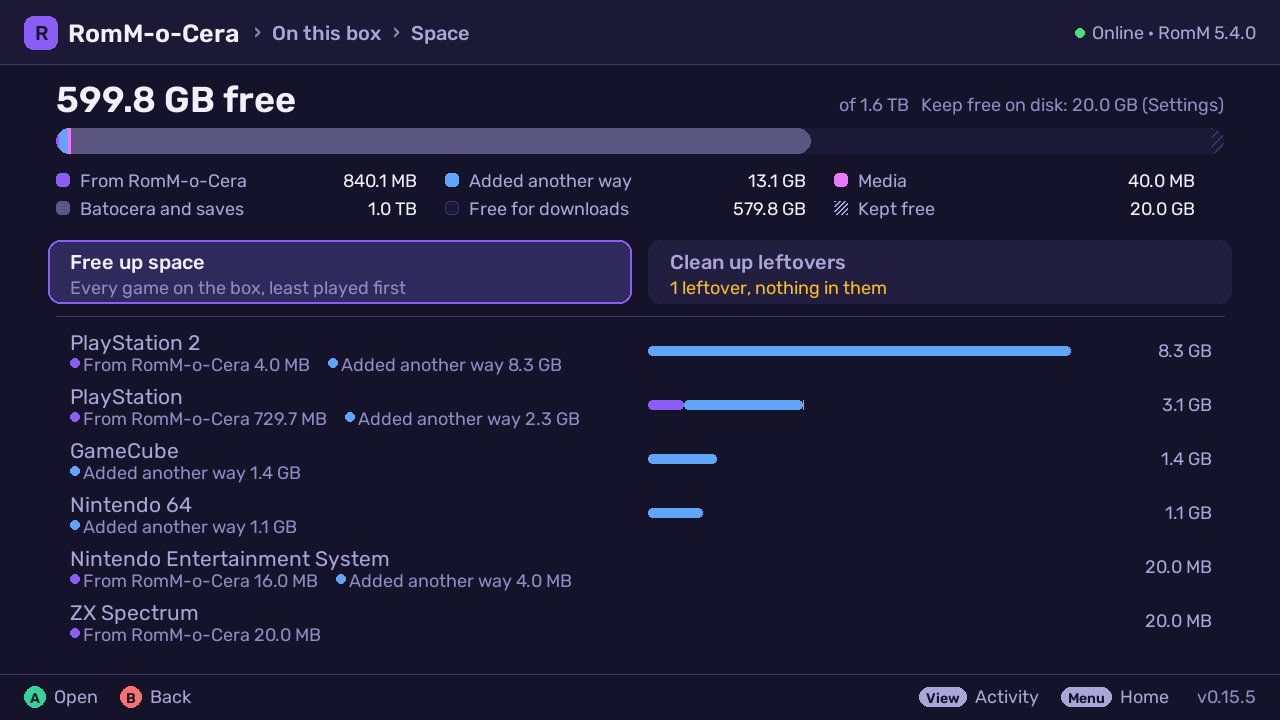 R RomM-o-Cera › On this box › Space
Online • RomM 5.4.0
599.8 GB free
of 1.6 TB Keep free on disk: 20.0 GB (Settings)
From RomM-o-Cera 840.1 MB
Added another way 13.1 GB
Media 40.0 MB
Batocera and saves 1.0 TB
Free for downloads 579.8 GB
Kept free 20.0 GB
Free up space
Every game on the box, least played first
Clean up leftovers
1 leftover, nothing in them
PlayStation 2
From RomM-o-Cera 4.0 MB Added another way 8.3 GB
8.3 GB
PlayStation
From RomM-o-Cera 729.7 MB Added another way 2.3 GB
3.1 GB
GameCube
Added another way 1.4 GB
1.4 GB
Nintendo 64
Added another way 1.1 GB
1.1 GB
Nintendo Entertainment System
From RomM-o-Cera 16.0 MB Added another way 4.0 MB
20.0 MB
ZX Spectrum
From RomM-o-Cera 20.0 MB
20.0 MB
A Open B Back
View Activity Menu Home v0.15.5